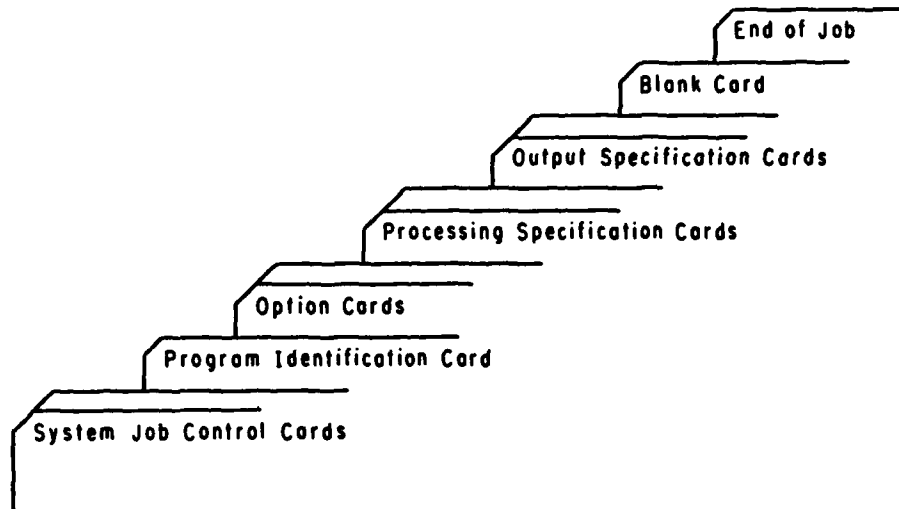 End of Job
Blank Card
Output Specification Cards
Processing Specification Cards
Option Cards
Program Identification Card
System Job Control Cards